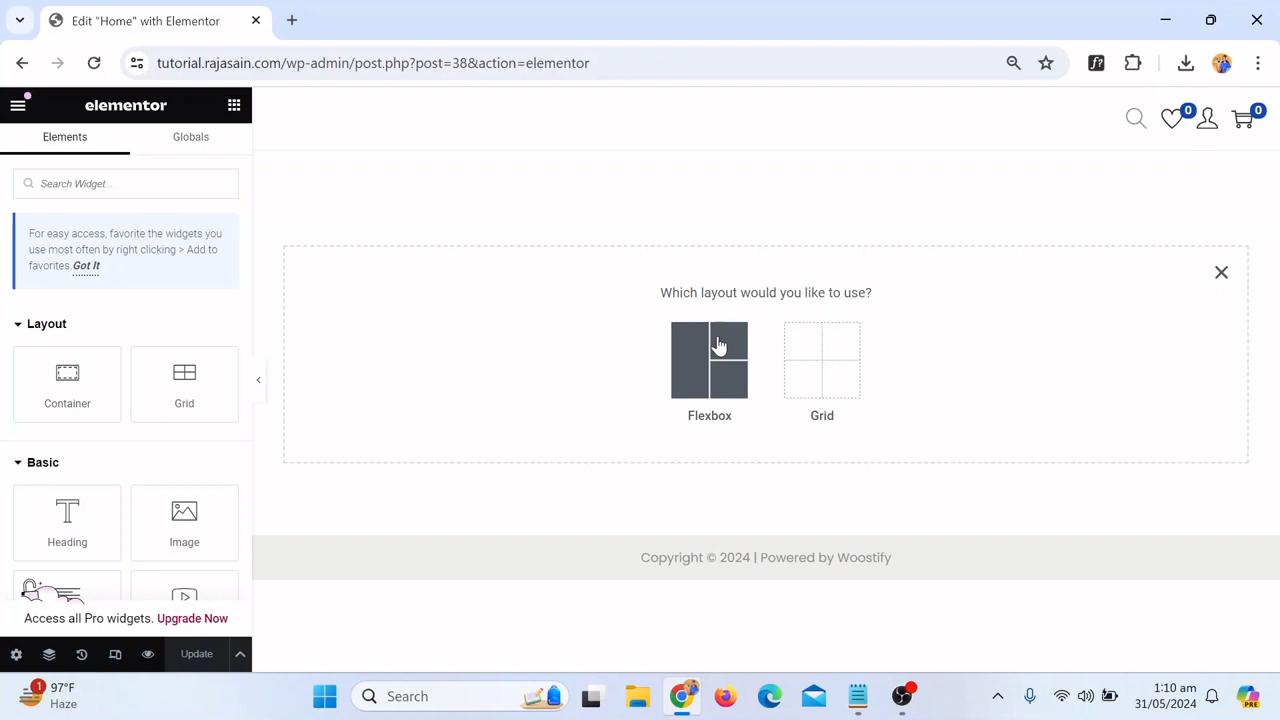 Edit "Home" with Elementor
tutorial.rajasain.com/wp-admin/post.php?post=38&action=elementor
f?
elementor
Elements
Globals
0
0
Search Widget...
For easy access, favorite the widgets you
use most often by right clicking > Add to
favorites. Got It
Which layout would you like to use?
Flexbox
Grid
Layout
Container
Grid
Basic
Heading
Image
Copyright © 2024 | Powered by Woostify
Access all Pro widgets. Upgrade Now
Update
1
97°F
Haze
Search
1:10 am
31/05/2024
PRE